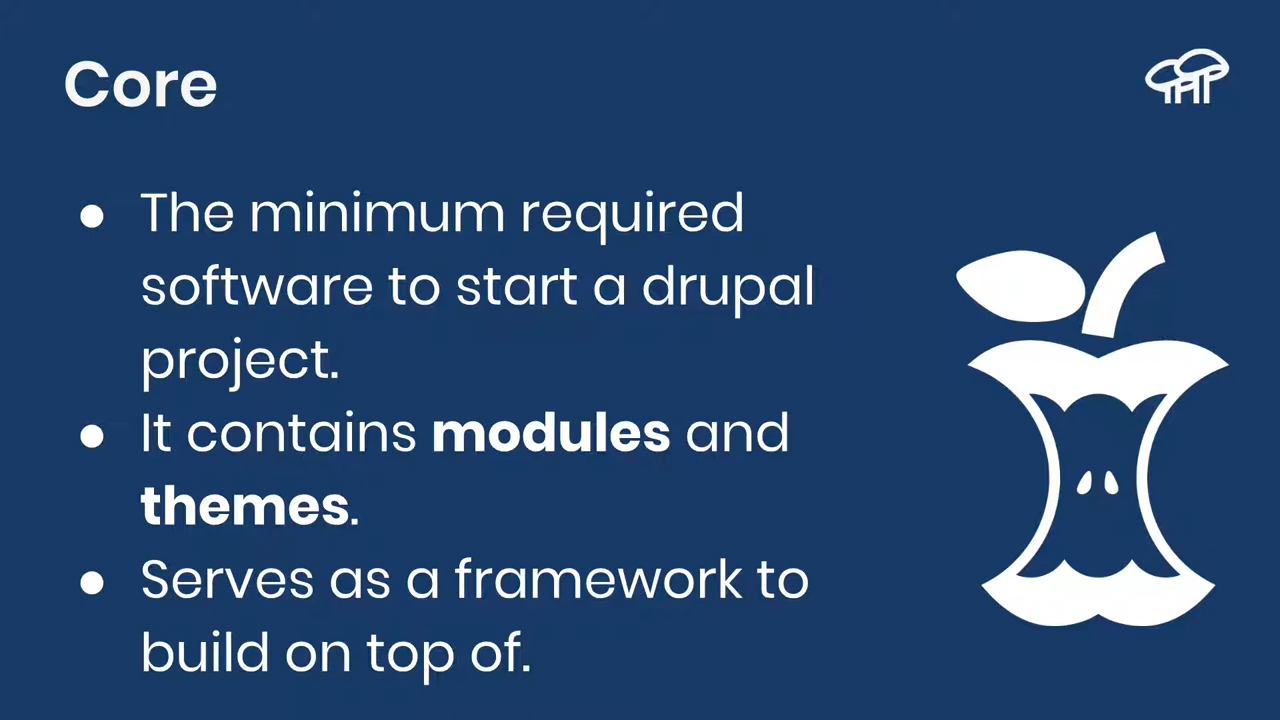 Core
● The minimum required
software to start a drupal
project.
● It contains modules and
themes.
● Serves as a framework to
build on top of.